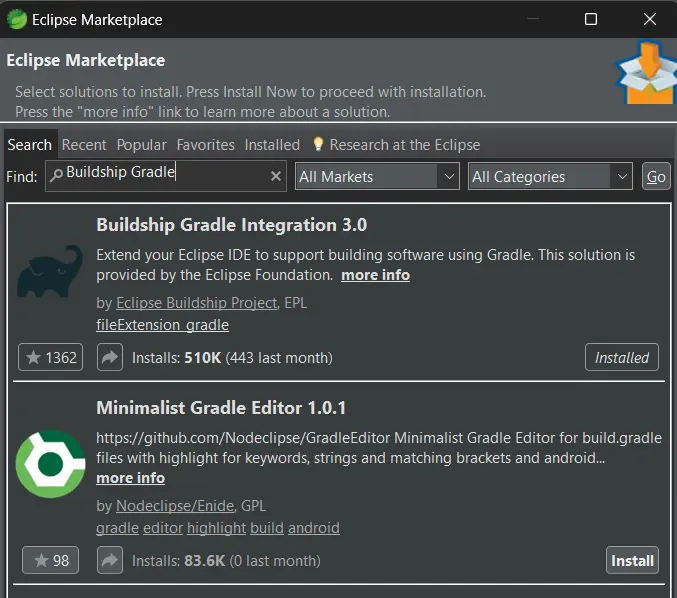 Eclipse Marketplace
Eclipse Marketplace
Select solutions to install. Press Install Now to proceed with installation.
Press the "more info" link to learn more about a solution.
Search Recent Popular Favorites Installed Research at the Eclipse
Find: Buildship Gradle All Markets All Categories Go
Buildship Gradle Integration 3.0
Extend your Eclipse IDE to support building software using Gradle. This solution is
provided by the Eclipse Foundation. more info
by Eclipse Buildship Project, EPL
fileExtension_gradle
1362 Installs: 510K (443 last month) Installed
Minimalist Gradle Editor 1.0.1
https://github.com/Nodeclipse/GradleEditor Minimalist Gradle Editor for build.gradle
files with highlight for keywords, strings and matching brackets and android...
more info
by Nodeclipse/Enide, GPL
gradle editor highlight build android
98 Installs: 83.6K (0 last month) Install